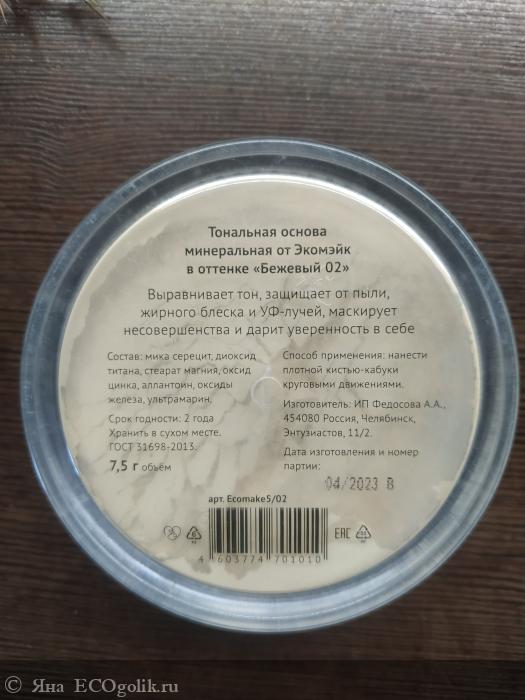 Тональная основа
минеральная от Экомэйк
в оттенке «Бежевый 02»
Выравнивает тон, защищает от пыли,
жирного блеска и УФ-лучей, маскирует
несовершенства и дарит уверенность в себе
Состав: мика серецит, диоксид
титана, стеарат магния, оксид
цинка, аллантоин, оксиды
железа, ультрамарин.
Срок годности: 2 года
Хранить в сухом месте.
ГОСТ 31698-2013.
7,5 г объём
Способ применения: нанести
плотной кистью-кабуки
круговыми движениями.
Изготовитель: ИП Федосова А.А.,
454080 Россия, Челябинск,
Энтузиастов, 11/2.
Дата изготовления и номер
партии:
04/2023 В
арт. Ecomake5/02
EAC
4 603774 701010
© Яна ECOgolik.ru